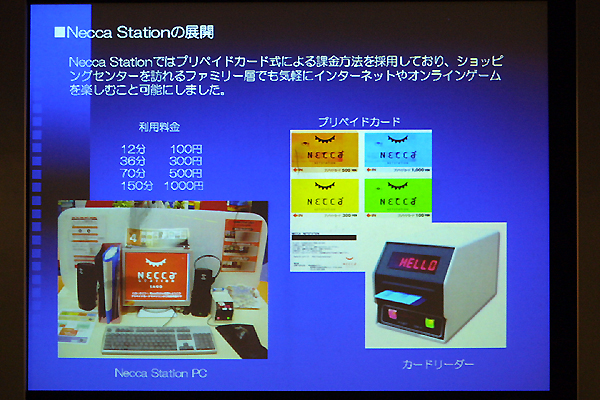 ■Necca Stationの展開
Necca Stationではプリペイドカード式による課金方法を採用しており、ショッピ
ングセンターを訪れるファミリー層でも気軽にインターネットやオンラインゲーム
を楽しむこと可能にしました。
利用料金
12分 100円
36分 300円
70分 500円
150分 1000円
プリペイドカード
NECCA
500
NECCA
1,000
NECCA
300
NECCA
100
4
NECCA
HELLO
Necca Station PC
カードリーダー